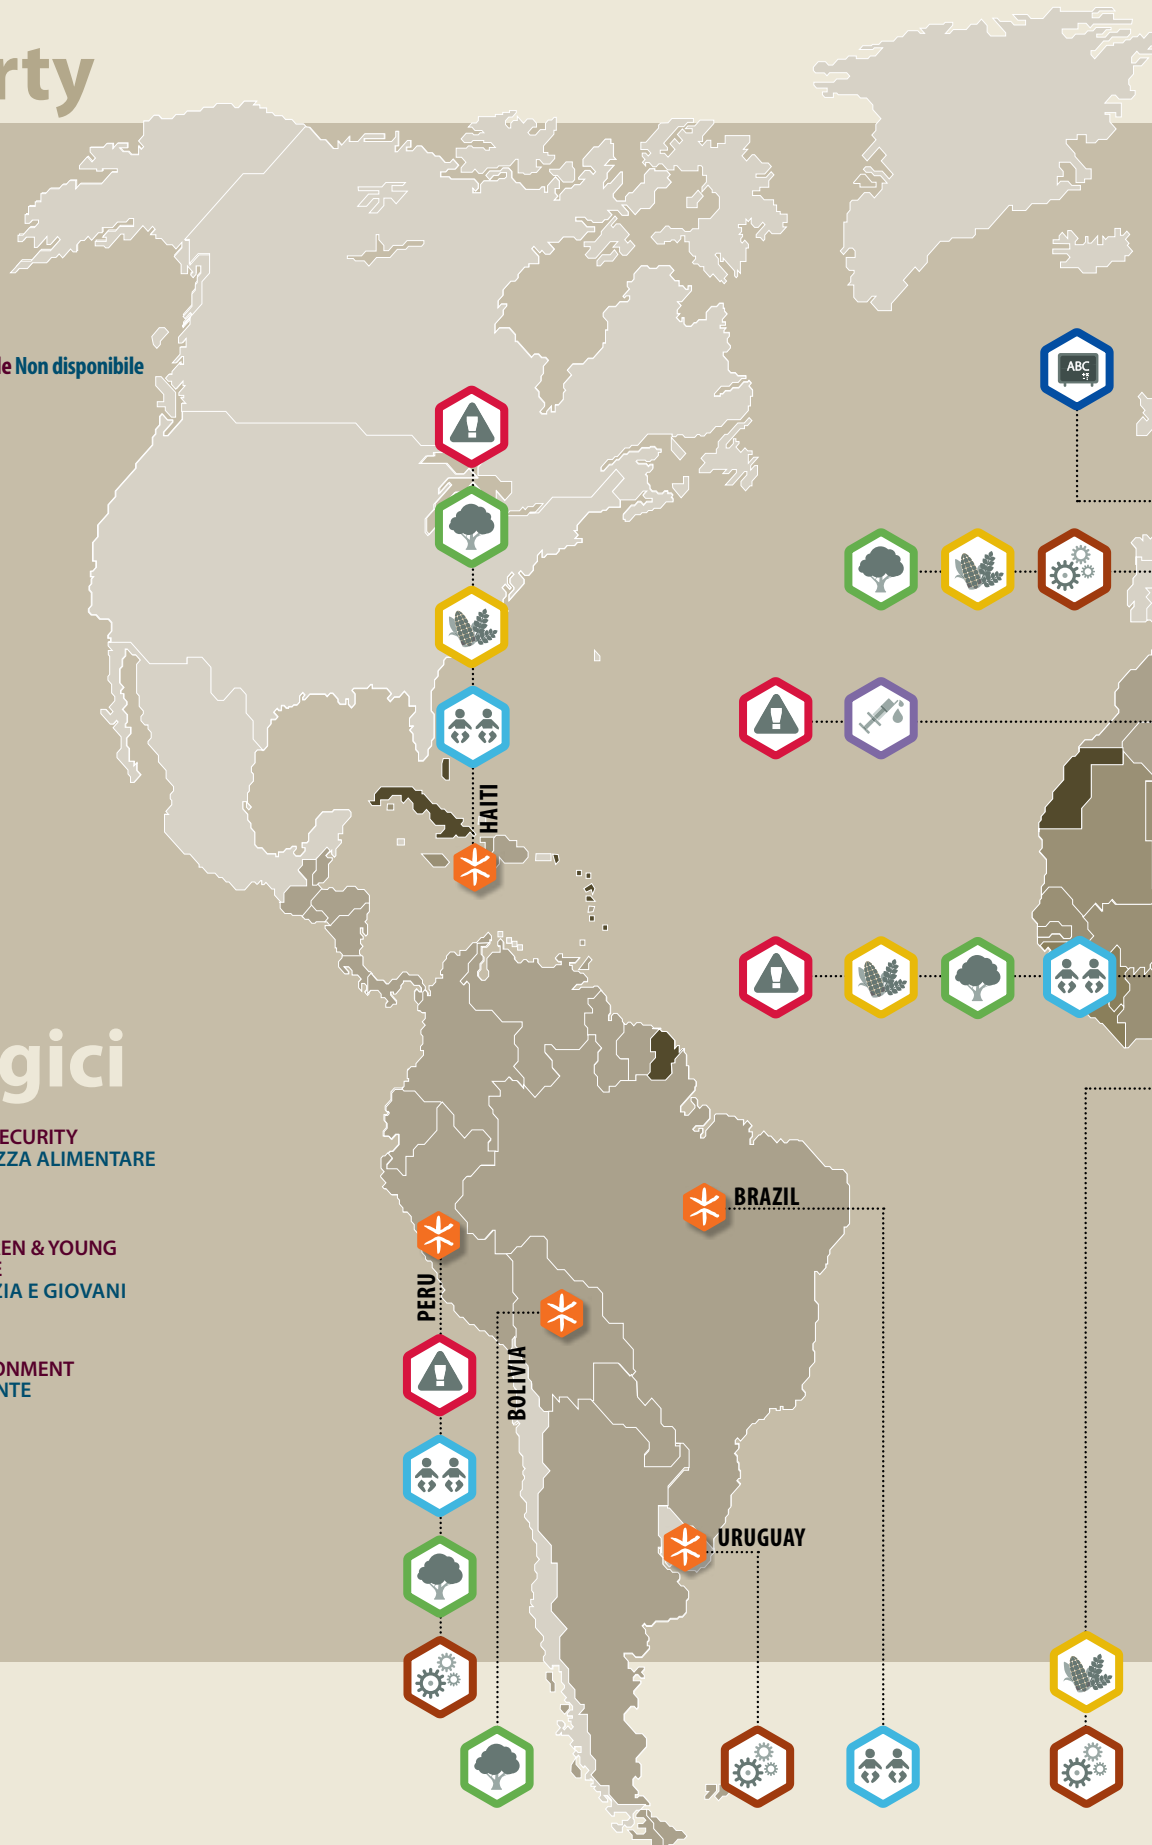 rty
le Non disponibile
ABC
HAITI
gici
ECURITY
ZZA ALIMENTARE
BRAZIL
EN & YOUNG
E
ZIA E GIOVANI
PERU
BOLIVIA
ONMENT
NTE
URUGUAY